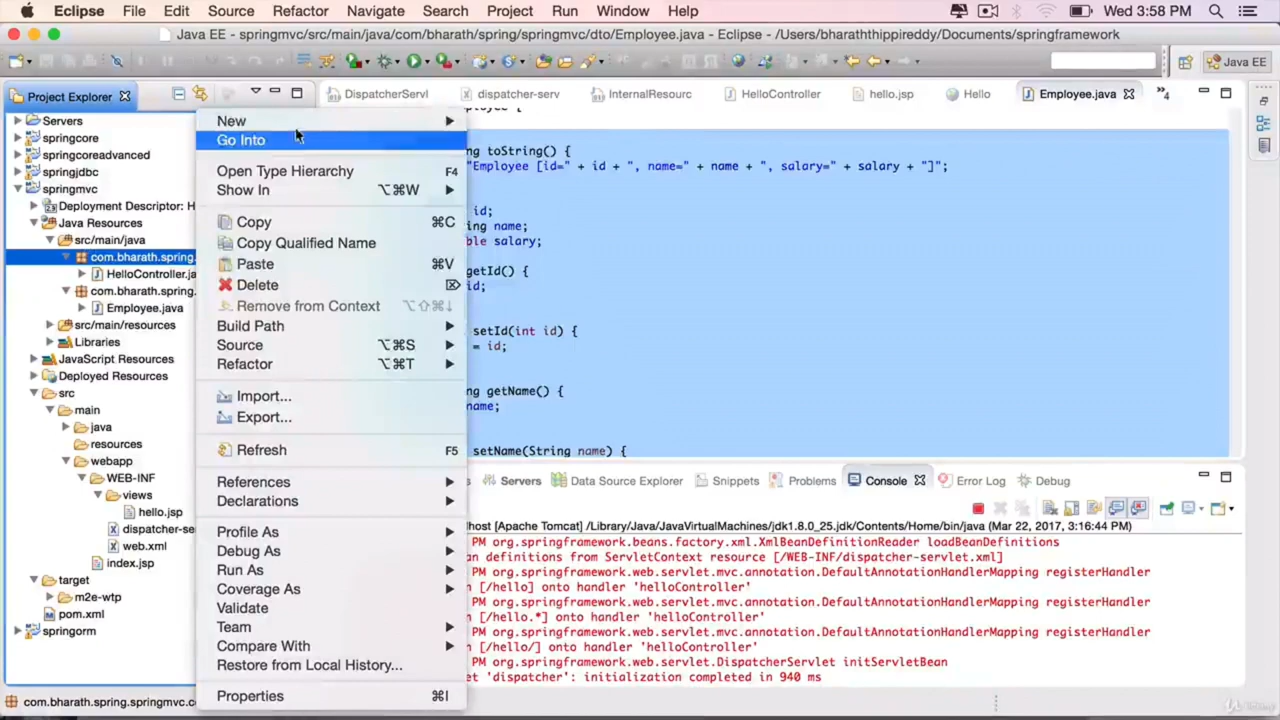 Eclipse File Edit Source Refactor Navigate Search Project Run Window Help Wed 3:58 PM
Java EE - springmvc/src/main/java/com/bharath/spring/springmvc/dto/Employee.java - Eclipse - /Users/bharaththippireddy/Documents/springframework
Java EE
Project Explorer
DispatcherServl dispatcher-serv InternalResourc HelloController hello.jsp Hello Employee.java »4
Servers
springcore
springcoreadvanced
springjdbc
springmvc
Deployment Descriptor: H
Java Resources
src/main/java
com.bharath.spring.
HelloController.ja
com.bharath.spring.
Employee.java
src/main/resources
Libraries
JavaScript Resources
Deployed Resources
src
main
java
resources
webapp
WEB-INF
views
hello.jsp
dispatcher-se
web.xml
index.jsp
target
m2e-wtp
pom.xml
springorm
New
Go Into
Open Type Hierarchy F4
Show In ⌥⌘W
Copy ⌘C
Copy Qualified Name
Paste ⌘V
Delete ⌦
Remove from Context ⌥⇧⌘↓
Build Path
Source ⌥⌘S
Refactor ⌥⌘T
Import...
Export...
Refresh F5
References
Declarations
Profile As
Debug As
Run As
Coverage As
Validate
Team
Compare With
Restore from Local History...
Properties ⌘I
ng toString() {
"Employee [id=" + id + ", name=" + name + ", salary=" + salary + "]";
id;
ng name;
ble salary;
getId() {
id;
setId(int id) {
= id;
ng getName() {
name;
setName(String name) {
s Servers Data Source Explorer Snippets Problems Console Error Log Debug
lhost [Apache Tomcat] /Library/Java/JavaVirtualMachines/jdk1.8.0_25.jdk/Contents/Home/bin/java (Mar 22, 2017, 3:16:44 PM)
PM org.springframework.beans.factory.xml.XmlBeanDefinitionReader loadBeanDefinitions
an definitions from ServletContext resource [/WEB-INF/dispatcher-servlet.xml]
PM org.springframework.web.servlet.mvc.annotation.DefaultAnnotationHandlerMapping registerHandler
h [/hello] onto handler 'helloController'
PM org.springframework.web.servlet.mvc.annotation.DefaultAnnotationHandlerMapping registerHandler
h [/hello.*] onto handler 'helloController'
PM org.springframework.web.servlet.mvc.annotation.DefaultAnnotationHandlerMapping registerHandler
h [/hello/] onto handler 'helloController'
PM org.springframework.web.servlet.DispatcherServlet initServletBean
et 'dispatcher': initialization completed in 940 ms
com.bharath.spring.springmvc.c